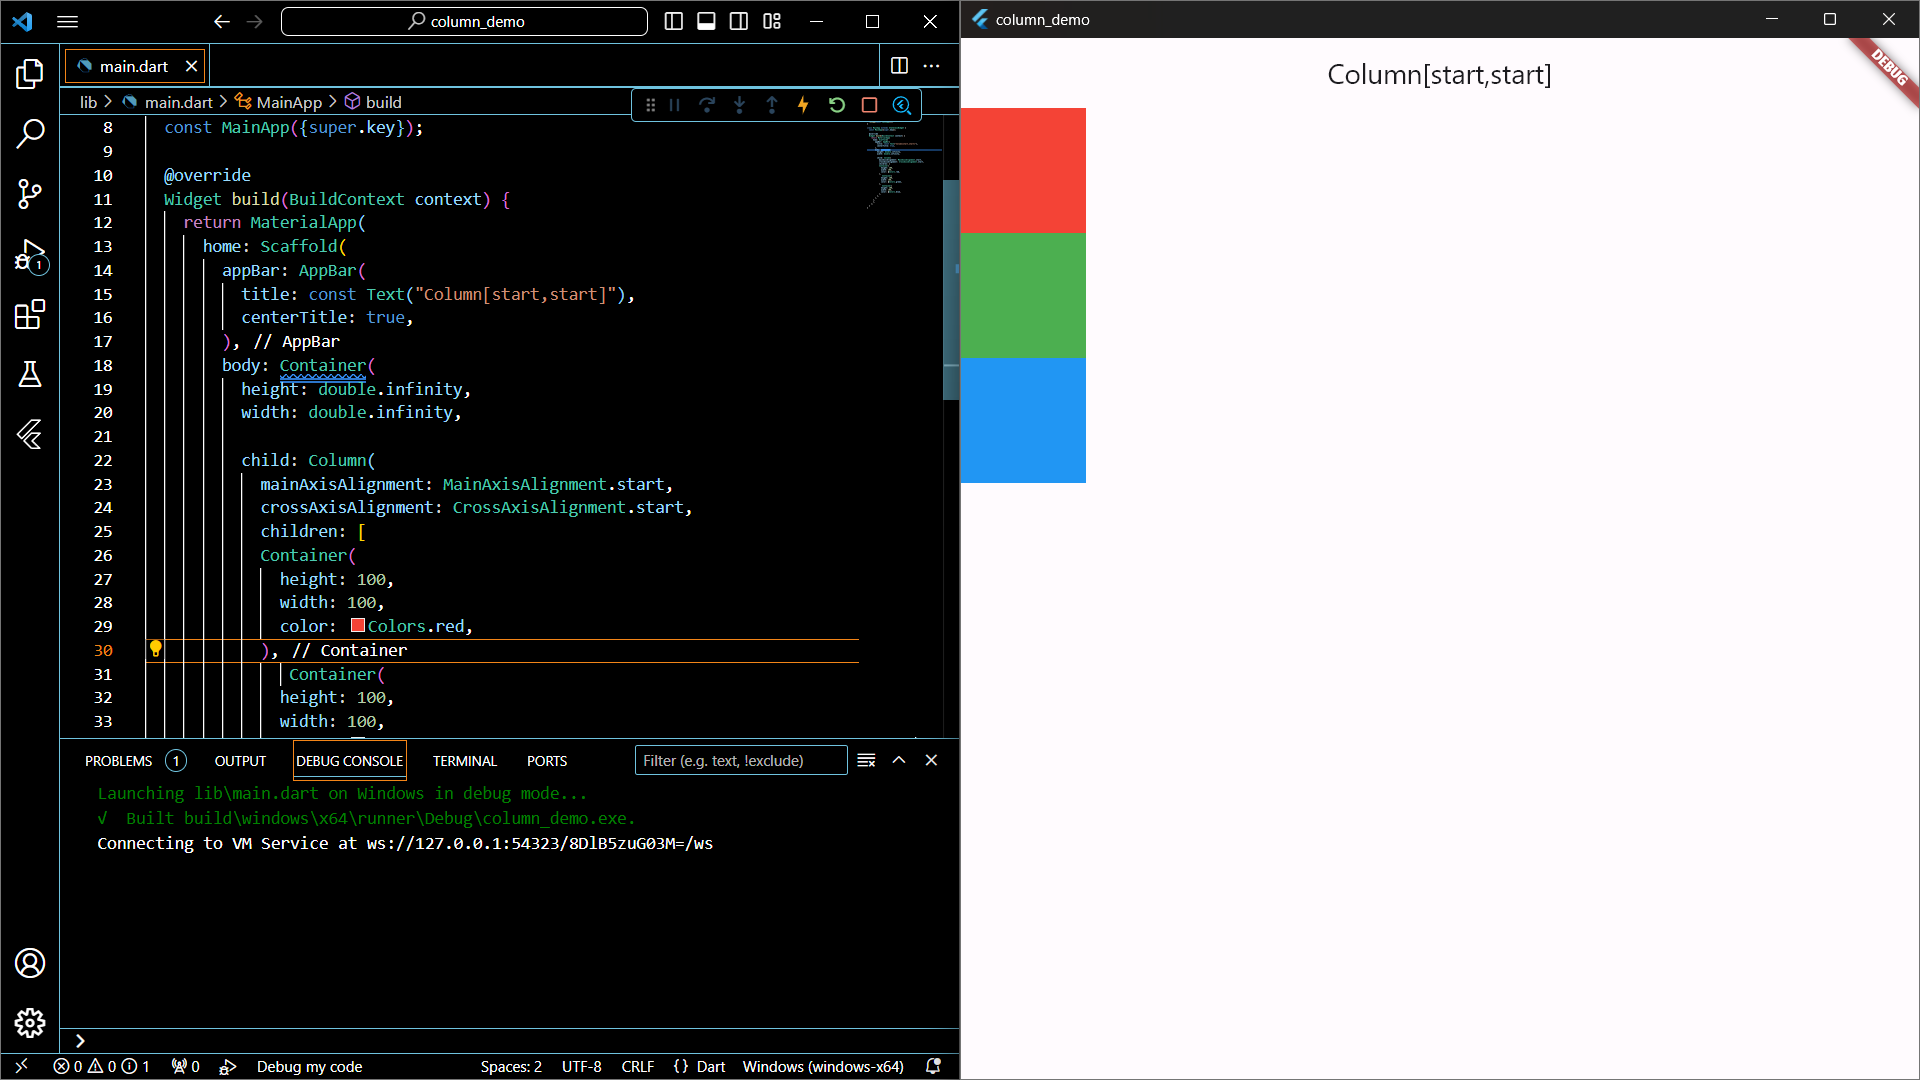 column_demo
main.dart
lib > main.dart > MainApp > build
8 const MainApp({super.key});
9
10 @override
11 Widget build(BuildContext context) {
12 return MaterialApp(
13 home: Scaffold(
14 appBar: AppBar(
15 title: const Text("Column[start,start]"),
16 centerTitle: true,
17 ), // AppBar
18 body: Container(
19 height: double.infinity,
20 width: double.infinity,
21
22 child: Column(
23 mainAxisAlignment: MainAxisAlignment.start,
24 crossAxisAlignment: CrossAxisAlignment.start,
25 children: [
26 Container(
27 height: 100,
28 width: 100,
29 color: Colors.red,
30 ), // Container
31 Container(
32 height: 100,
33 width: 100,
1
PROBLEMS 1 OUTPUT DEBUG CONSOLE TERMINAL PORTS Filter (e.g. text, !exclude)
Launching lib\main.dart on Windows in debug mode...
√ Built build\windows\x64\runner\Debug\column_demo.exe.
Connecting to VM Service at ws://127.0.0.1:54323/8DlB5zuG03M=/ws
>
0 0 1 0 Debug my code Spaces: 2 UTF-8 CRLF {} Dart Windows (windows-x64)
column_demo
Column[start,start]
DEBUG